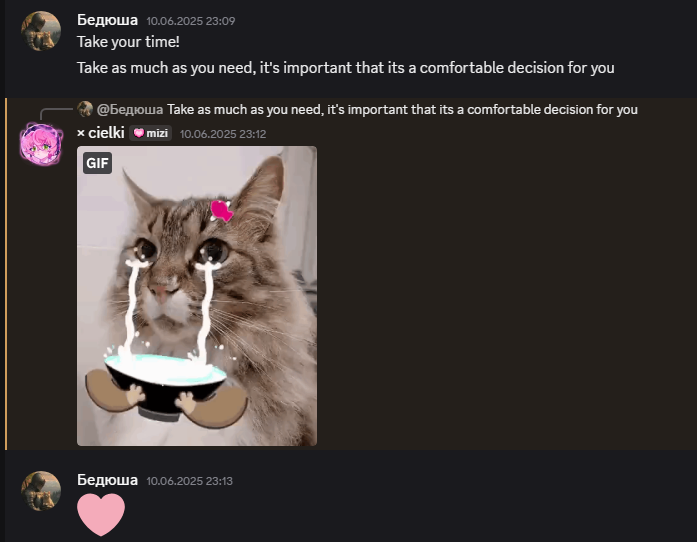 Бедюша 10.06.2025 23:09
Take your time!
Take as much as you need, it's important that its a comfortable decision for you
@Бедюша Take as much as you need, it's important that its a comfortable decision for you
× cielki mizi 10.06.2025 23:12
GIF
Бедюша 10.06.2025 23:13